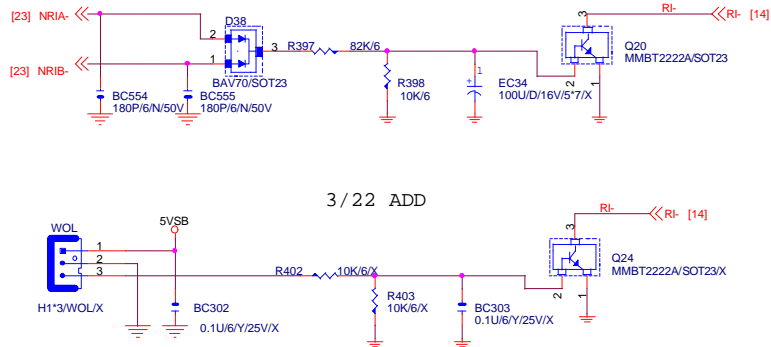 [23] NRIA-
[23] NRIB-
D38
2
1
3
BAV70/SOT23
R397
82K/6
BC554
180P/6/N/50V
BC555
180P/6/N/50V
R398
10K/6
+
1
EC34
100U/D/16V/5*7/X
3
2
1
RI-
RI- [14]
Q20
MMBT2222A/SOT23
3/22 ADD
WOL
1
2
3
H1*3/WOL/X
5VSB
BC302
0.1U/6/Y/25V/X
R402
10K/6/X
R403
10K/6/X
BC303
0.1U/6/Y/25V/X
3
2
1
RI-
RI- [14]
Q24
MMBT2222A/SOT23/X